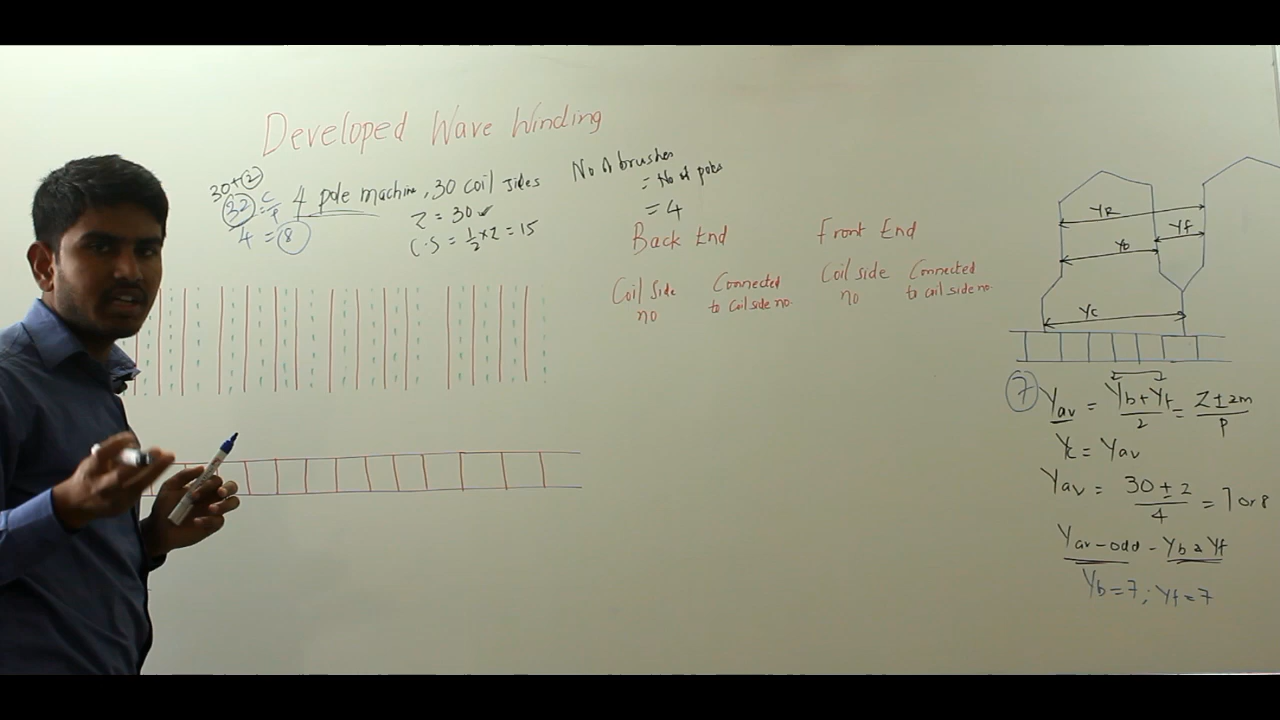 Developed Wave Winding
30+(2)
32 = C/P
4 = 8
4 pole machine, 30 coil sides
Z = 30 ✓
C.S = 1/2 × Z = 15
No of brushes
= No of poles
= 4
Back End
Coil side no
Connected to coil side no.
Front End
Coil side no
Connected to coil side no.
YR
Yf
Yb
Yc
7
Yav = Yb+Yf/2 = Z±2m/P
Yc = Yav
Yav = 30±2/4 = 7 or 8
Yav - odd - Yb = Yf
Yb = 7; Yf = 7